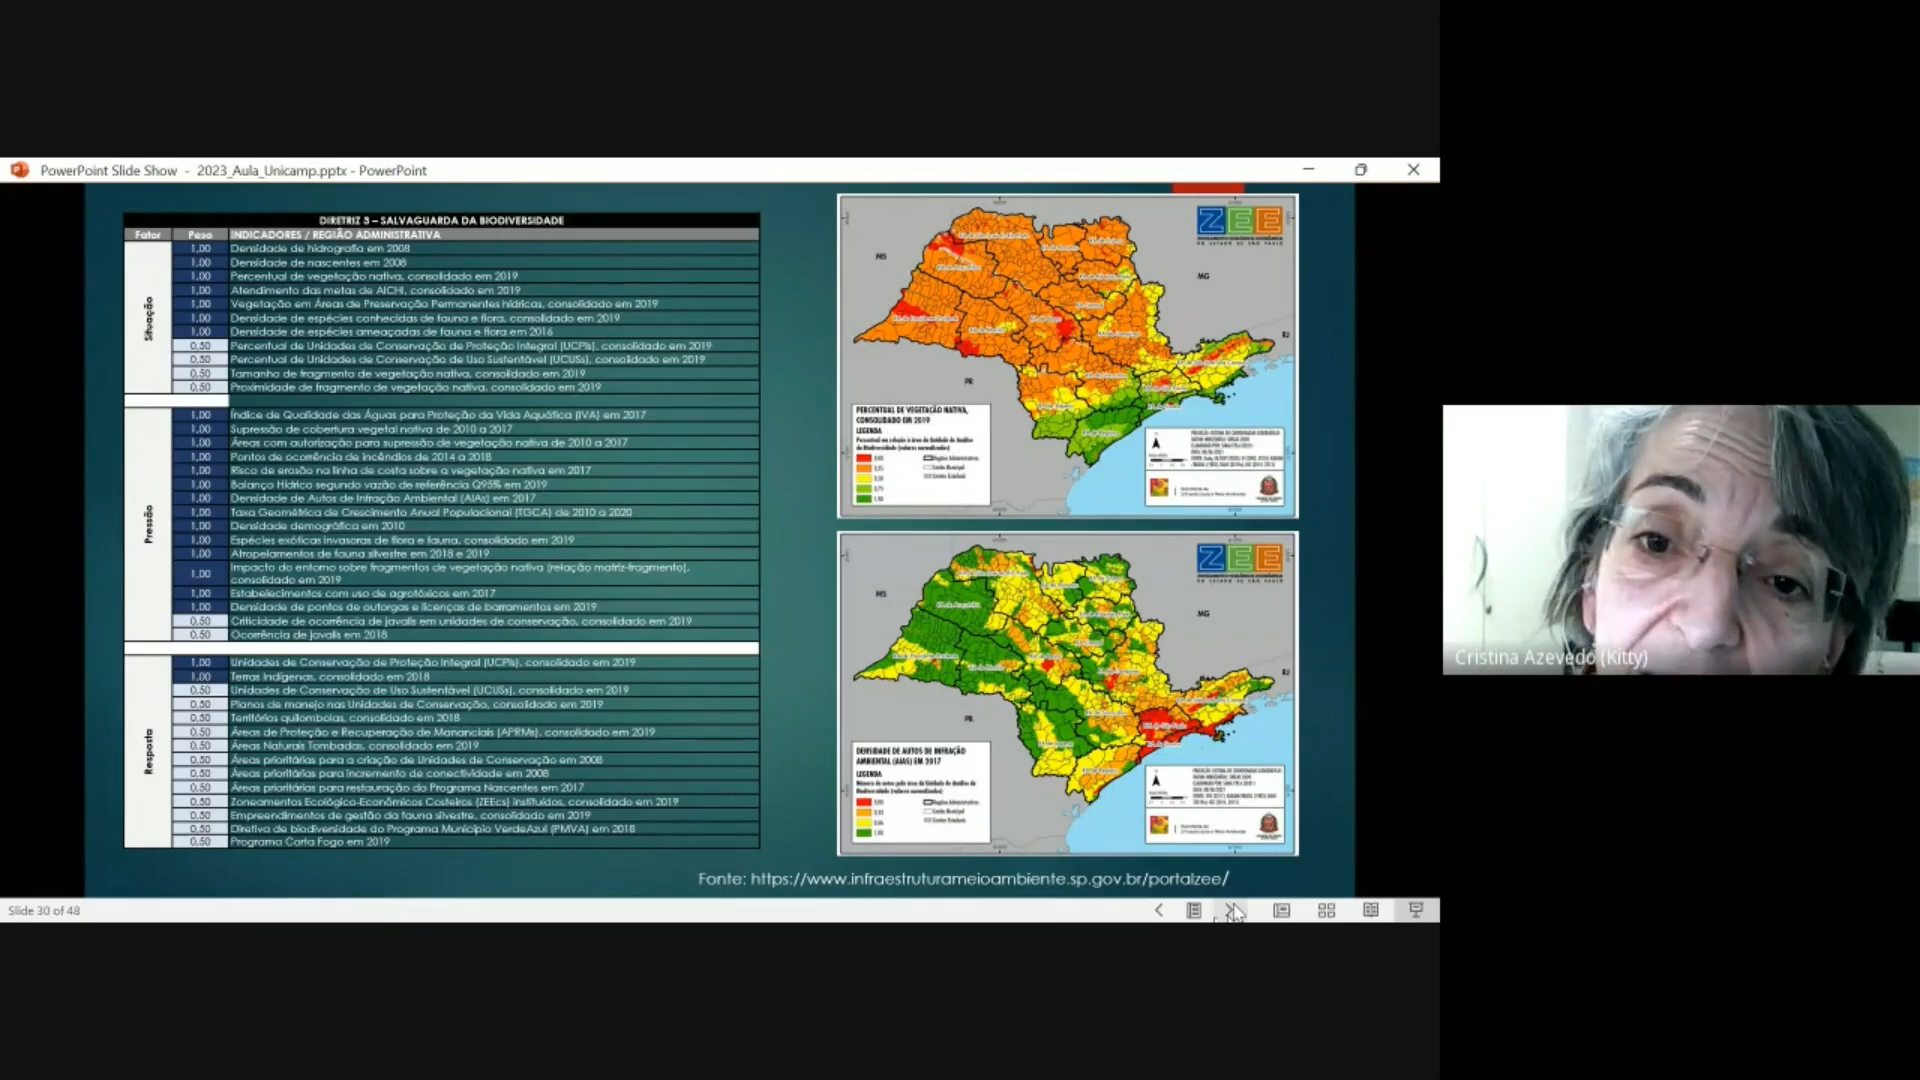 PowerPoint Slide Show - 2023_Aula_Unicamp.pptx - PowerPoint
DIRETRIZ 3 – SALVAGUARDA DA BIODIVERSIDADE
Fator Peso INDICADORES / REGIÃO ADMINISTRATIVA
Situação
1,00 Densidade de hidrografia em 2008
1,00 Densidade de nascentes em 2008
1,00 Percentual de vegetação nativa, consolidado em 2019
1,00 Atendimento das metas de AICHI, consolidado em 2019
1,00 Vegetação em Áreas de Preservação Permanentes hídricas, consolidado em 2019
1,00 Densidade de espécies conhecidas de fauna e flora, consolidado em 2019
1,00 Densidade de espécies ameaçadas de fauna e flora em 2016
0,50 Percentual de Unidades de Conservação de Proteção Integral (UCPIs), consolidado em 2019
0,50 Percentual de Unidades de Conservação de Uso Sustentável (UCUSs), consolidado em 2019
0,50 Tamanho de fragmento de vegetação nativa, consolidado em 2019
0,50 Proximidade de fragmento de vegetação nativa, consolidado em 2019
Pressão
1,00 Índice de Qualidade das Águas para Proteção da Vida Aquática (IVA) em 2017
1,00 Supressão de cobertura vegetal nativa de 2010 a 2017
1,00 Áreas com autorização para supressão de vegetação nativa de 2010 a 2017
1,00 Pontos de ocorrência de incêndios de 2014 a 2018
1,00 Risco de erosão na linha de costa sobre a vegetação nativa em 2017
1,00 Balanço Hídrico segundo vazão de referência Q95% em 2019
1,00 Densidade de Autos de Infração Ambiental (AIAs) em 2017
1,00 Taxa Geométrica de Crescimento Anual Populacional (TGCA) de 2010 a 2020
1,00 Densidade demográfica em 2010
1,00 Espécies exóticas invasoras de flora e fauna, consolidado em 2019
1,00 Atropelamentos de fauna silvestre em 2018 e 2019
1,00 Impacto do entorno sobre fragmentos de vegetação nativa (relação matriz-fragmento),
consolidado em 2019
1,00 Estabelecimentos com uso de agrotóxicos em 2017
1,00 Densidade de pontos de outorgas e licenças de barramentos em 2019
0,50 Criticidade de ocorrência de javalis em unidades de conservação, consolidado em 2019
0,50 Ocorrência de javalis em 2018
Resposta
1,00 Unidades de Conservação de Proteção Integral (UCPIs), consolidado em 2019
1,00 Terras Indígenas, consolidado em 2018
0,50 Unidades de Conservação de Uso Sustentável (UCUSs), consolidado em 2019
0,50 Planos de manejo nas Unidades de Conservação, consolidado em 2019
0,50 Territórios quilombolas, consolidado em 2018
0,50 Áreas de Proteção e Recuperação de Mananciais (APRMs), consolidado em 2019
0,50 Áreas Naturais Tombadas, consolidado em 2019
0,50 Áreas prioritárias para a criação de Unidades de Conservação em 2008
0,50 Áreas prioritárias para incremento de conectividade em 2008
0,50 Áreas prioritárias para restauração do Programa Nascentes em 2017
0,50 Zoneamentos Ecológico-Econômicos Costeiros (ZEEcs) instituídos, consolidado em 2019
0,50 Empreendimentos de gestão da fauna silvestre, consolidado em 2019
0,50 Diretiva de biodiversidade do Programa Município VerdeAzul (PMVA) em 2018
0,50 Programa Corta Fogo em 2019
ZEE
MS
MG
RJ
PR
PERCENTUAL DE VEGETAÇÃO NATIVA,
CONSOLIDADO EM 2019
LEGENDA
ZEE
MS
MG
RJ
PR
DENSIDADE DE AUTOS DE INFRAÇÃO
AMBIENTAL (AIAS) EM 2017
LEGENDA
Fonte: https://www.infraestruturameioambiente.sp.gov.br/portalzee/
Slide 30 of 48
Cristina Azevedo (Kitty)